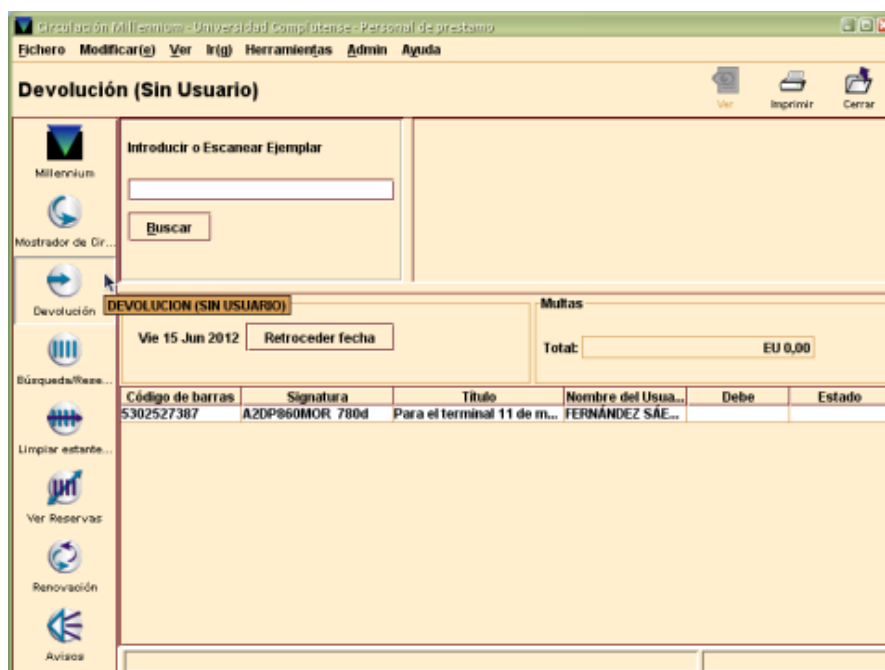 Circulación Millennium - Universidad Complutense - Personal de prestamo
Fichero Modificar(e) Ver Ir(g) Herramientas Admin Ayuda
Devolución (Sin Usuario)
Ver Imprimir Cerrar
Millennium
Mostrador de Cir...
Devolución
Búsqueda/Rese...
Limpiar estante...
Ver Reservas
Renovación
Avisos
Introducir o Escanear Ejemplar
Buscar
DEVOLUCION (SIN USUARIO)
Vie 15 Jun 2012 Retroceder fecha
Multas
Total: EU 0,00
Código de barras Signatura Título Nombre del Usua... Debe Estado
5302527387 A2DP860MOR 780d Para el terminal 11 de m... FERNÁNDEZ SÁE...